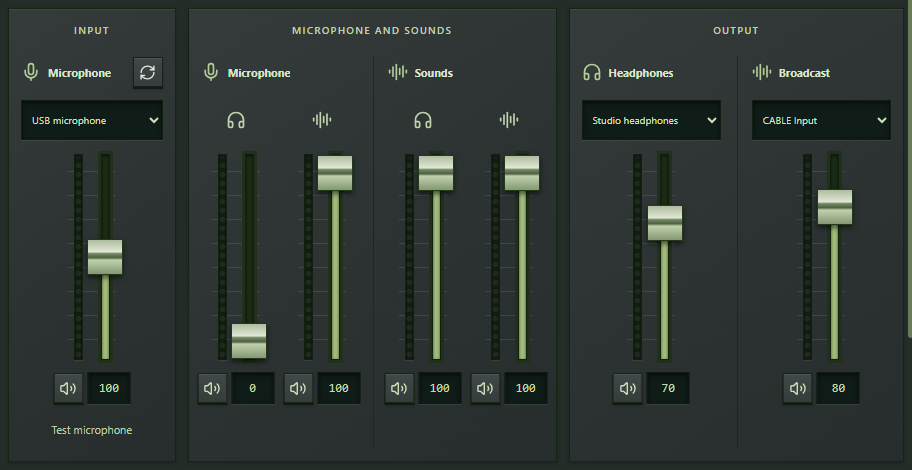 INPUT
Microphone
USB microphone
100
Test microphone
MICROPHONE AND SOUNDS
Microphone
0
100
Sounds
100
100
OUTPUT
Headphones
Studio headphones
70
Broadcast
CABLE Input
80